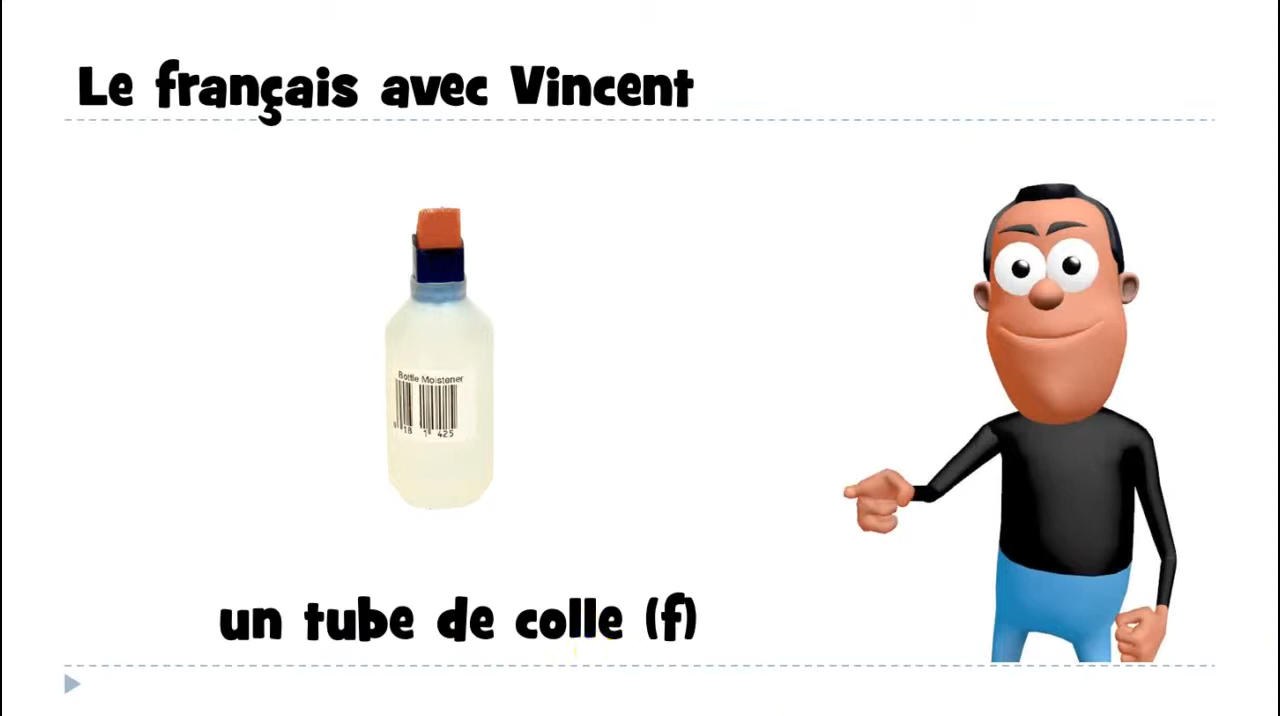 Le français avec Vincent
Bottle Moistener
un tube de colle (f)